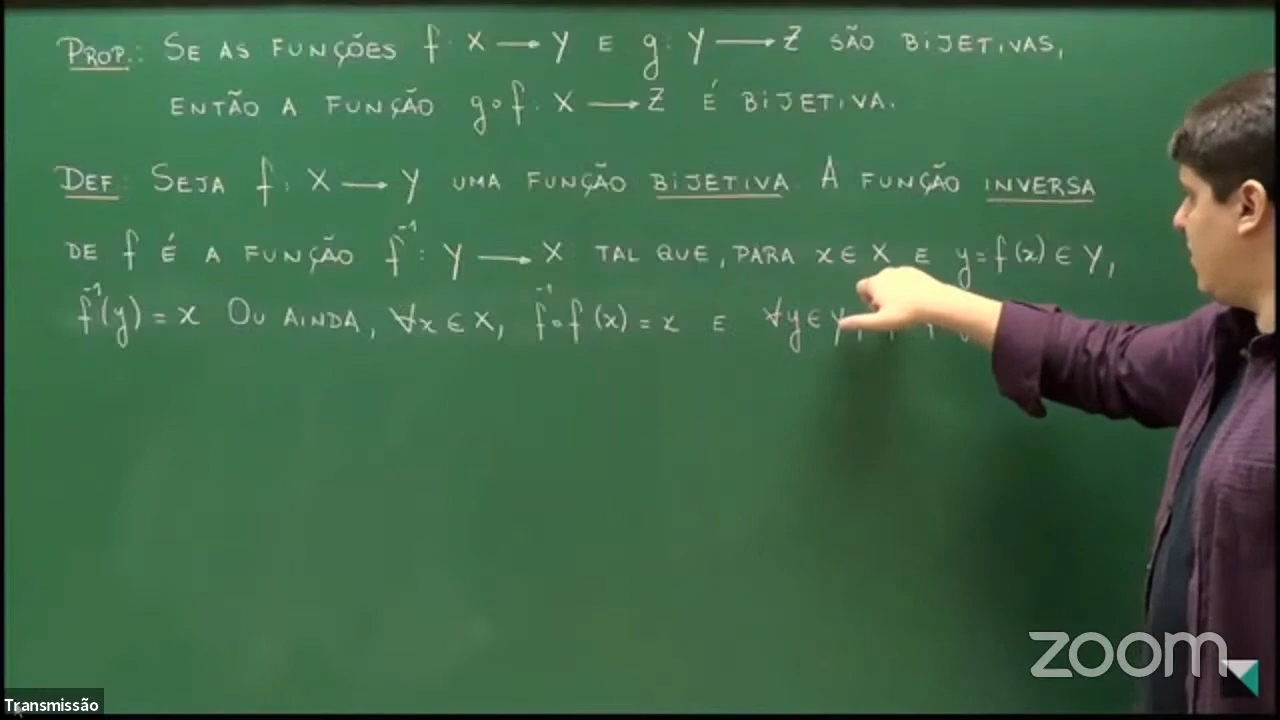 PROP.: SE AS FUNÇÕES f: X → Y E g: Y → Z SÃO BIJETIVAS,
ENTÃO A FUNÇÃO g∘f: X → Z É BIJETIVA.
DEF: SEJA f: X → Y UMA FUNÇÃO BIJETIVA. A FUNÇÃO INVERSA
DE f É A FUNÇÃO f⁻¹: Y → X TAL QUE, PARA x ∈ X E y = f(x) ∈ Y,
f⁻¹(y) = x OU AINDA, ∀x ∈ X, f⁻¹∘f(x) = x E ∀y ∈ Y,
zoom
Transmissão